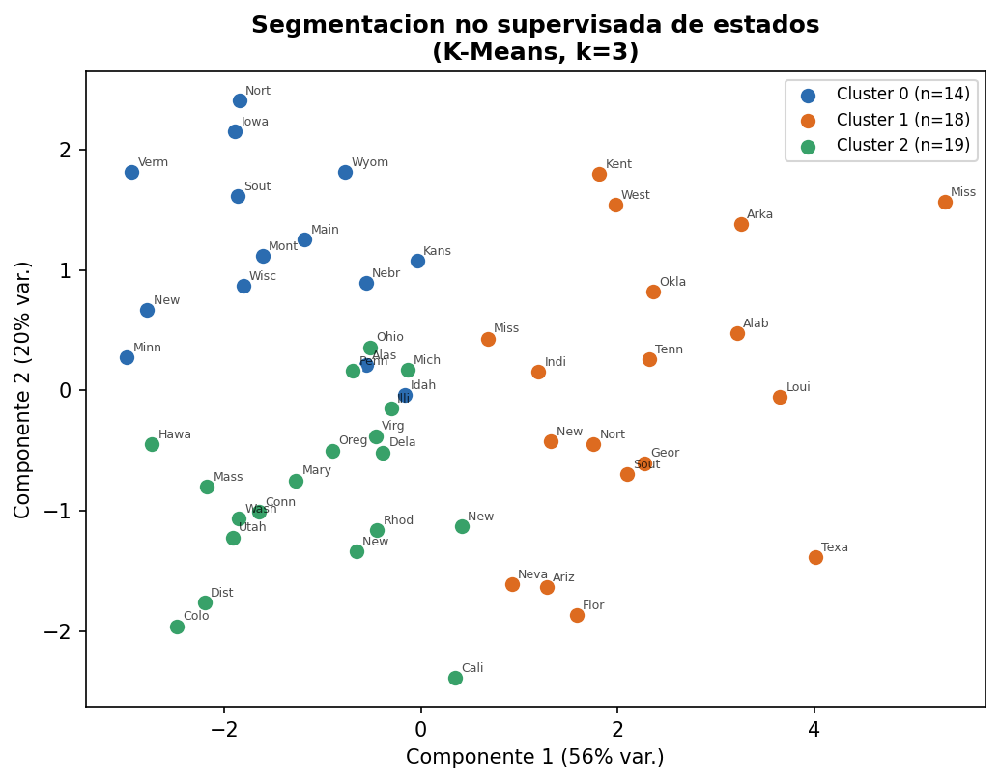 Segmentacion no supervisada de estados
(K-Means, k=3)
Cluster 0 (n=14)
Cluster 1 (n=18)
Cluster 2 (n=19)
Nort
Iowa
Verm
Wyom
Sout
Main
Mont
Wisc
Kans
Nebr
New
Minn
Kent
West
Miss
Arka
Okla
Alab
Tenn
Miss
Indi
Loui
Ohio
Alas
Penn
Mich
Idah
Illi
Virg
Dela
Oreg
Hawa
Mary
Mass
Conn
Wash
Utah
Rhod
New
New
New
Nort
Geor
Sout
Texa
Neva
Ariz
Flor
Dist
Colo
Cali
2
1
0
−1
−2
−2
0
2
4
Componente 2 (20% var.)
Componente 1 (56% var.)